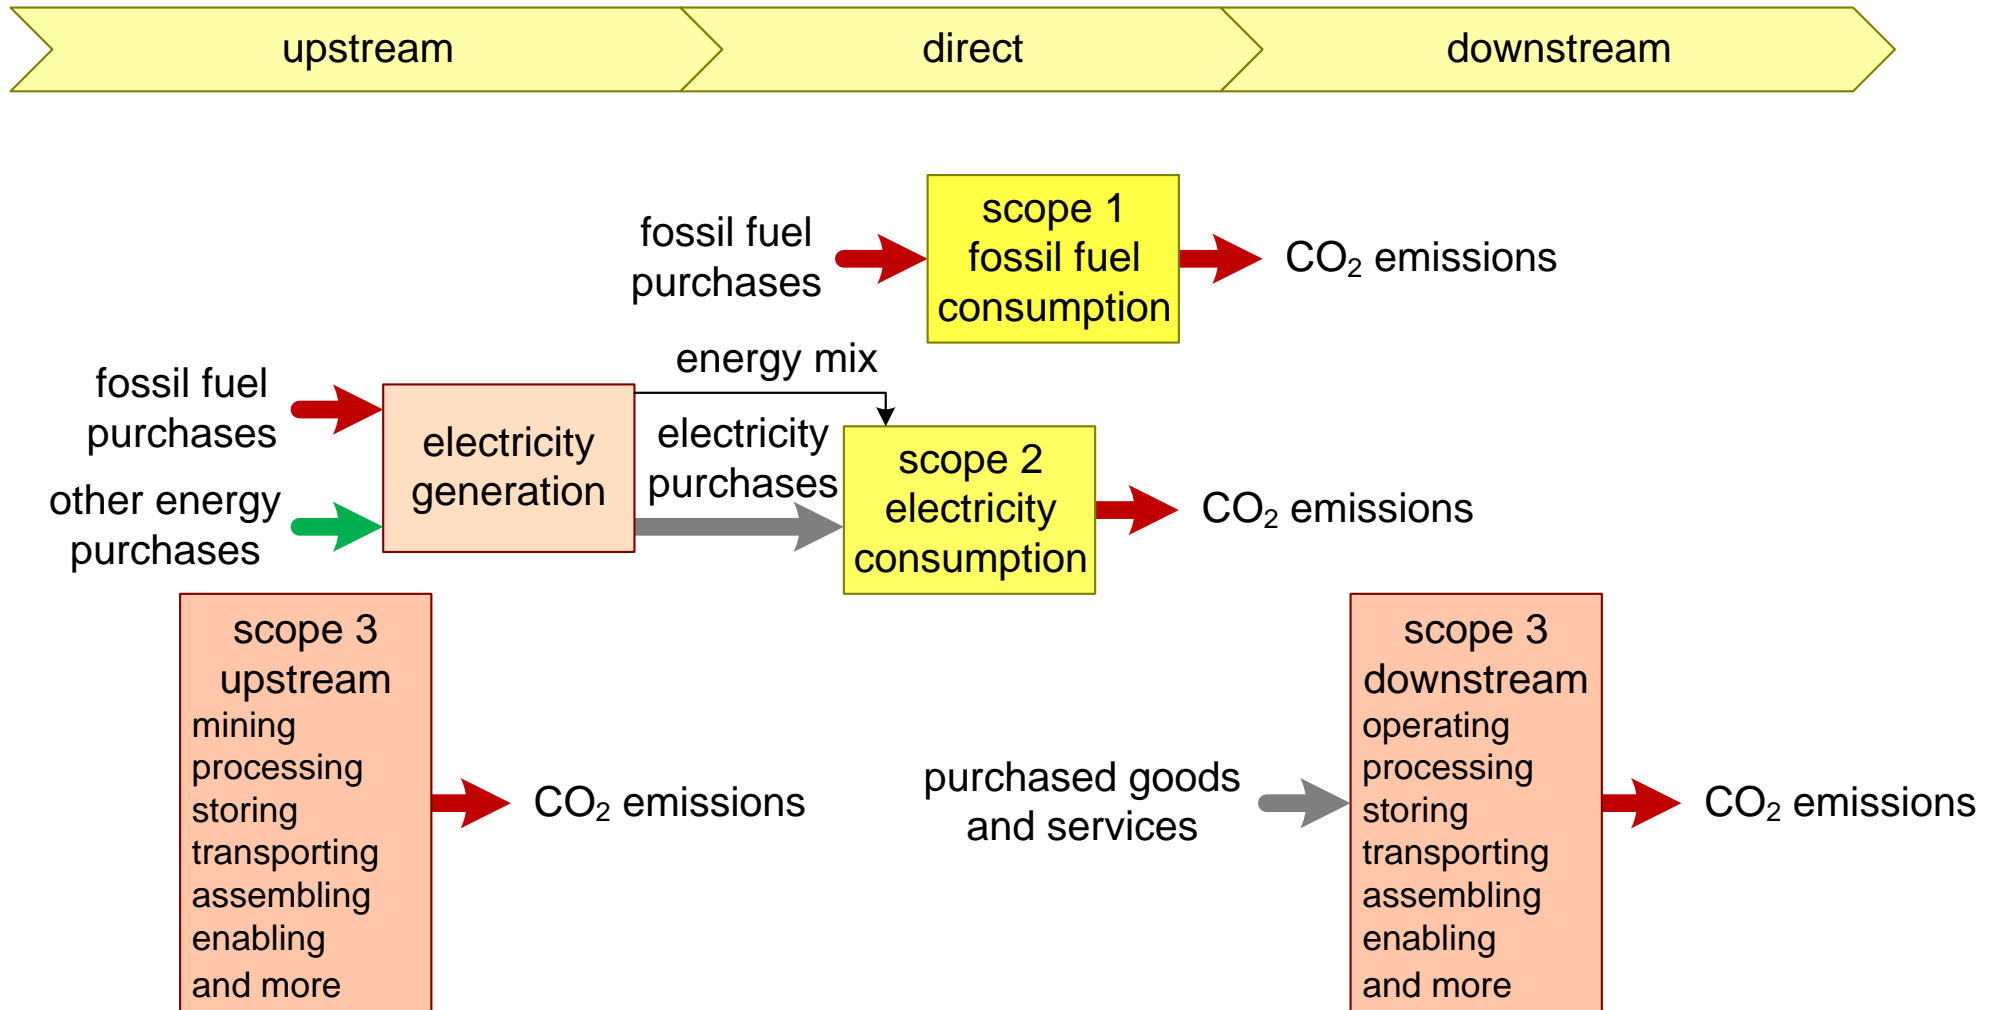 upstream
direct
downstream
fossil fuel
purchases
scope 1
fossil fuel
consumption
CO₂ emissions
energy mix
fossil fuel
purchases
other energy
purchases
electricity
generation
electricity
purchases
scope 2
electricity
consumption
CO₂ emissions
scope 3
upstream
mining
processing
storing
transporting
assembling
enabling
and more
CO₂ emissions
purchased goods
and services
scope 3
downstream
operating
processing
storing
transporting
assembling
enabling
and more
CO₂ emissions